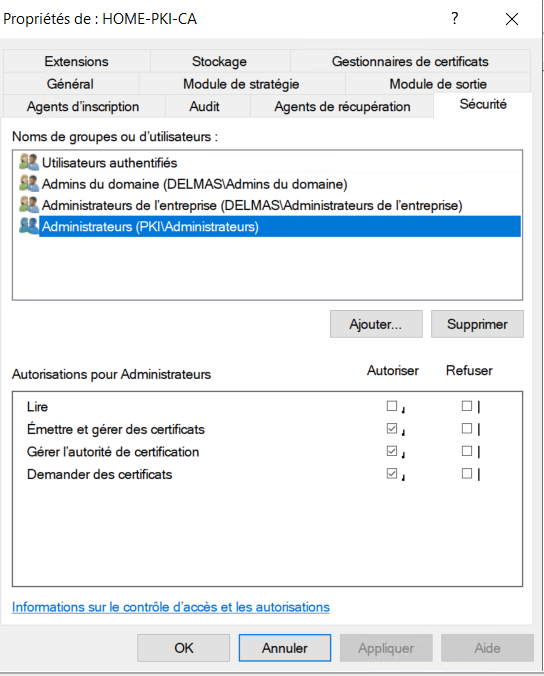 Propriétés de : HOME-PKI-CA ?
Extensions Stockage Gestionnaires de certificats
Général Module de stratégie Module de sortie
Agents d'inscription Audit Agents de récupération Sécurité
Noms de groupes ou d'utilisateurs :
Utilisateurs authentifiés
Admins du domaine (DELMAS\Admins du domaine)
Administrateurs de l'entreprise (DELMAS\Administrateurs de l'entreprise)
Administrateurs (PKI\Administrateurs)
Ajouter... Supprimer
Autorisations pour Administrateurs Autoriser Refuser
Lire
Émettre et gérer des certificats
Gérer l'autorité de certification
Demander des certificats
Informations sur le contrôle d'accès et les autorisations
OK Annuler Appliquer Aide